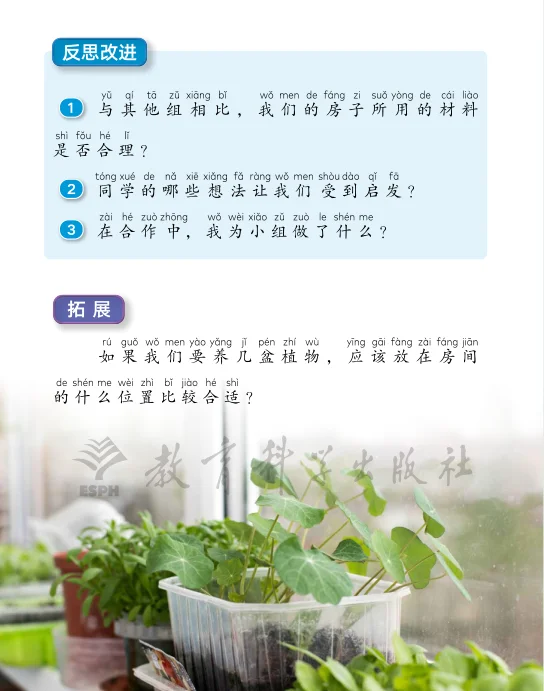 反思改进
yǔ qí tā zǔ xiāng bǐ wǒ men de fáng zi suǒ yòng de cái liào
1 与其他组相比，我们的房子所用的材料
shì fǒu hé lǐ
是否合理？
tóng xué de nǎ xiē xiǎng fǎ ràng wǒ men shòu dào qǐ fā
2 同学的哪些想法让我们受到启发？
zài hé zuò zhōng wǒ wèi xiǎo zǔ zuò le shén me
3 在合作中，我为小组做了什么？
拓展
rú guǒ wǒ men yào yǎng jǐ pén zhí wù yīng gāi fàng zài fáng jiān
如果我们要养几盆植物，应该放在房间
de shén me wèi zhì bǐ jiào hé shì
的什么位置比较合适？
ESPH 教育科学出版社